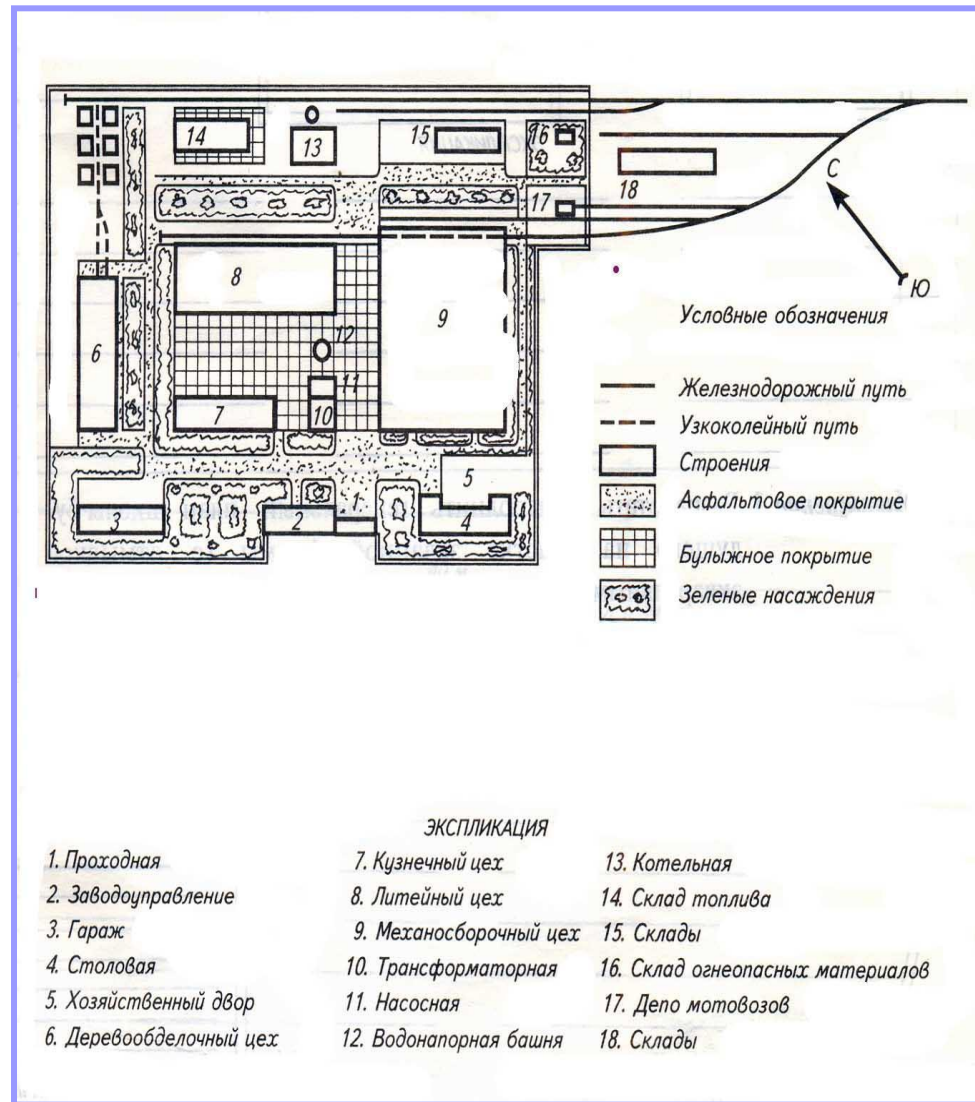 14
13
15
16
18
С
17
Ю
8
9
12
6
11
7
10
5
1
3
2
4
Условные обозначения
Железнодорожный путь
Узкоколейный путь
Строения
Асфальтовое покрытие
Булыжное покрытие
Зеленые насаждения
ЭКСПЛИКАЦИЯ
1. Проходная
2. Заводоуправление
3. Гараж
4. Столовая
5. Хозяйственный двор
6. Деревообделочный цех
7. Кузнечный цех
8. Литейный цех
9. Механосборочный цех
10. Трансформаторная
11. Насосная
12. Водонапорная башня
13. Котельная
14. Склад топлива
15. Склады
16. Склад огнеопасных материалов
17. Депо мотовозов
18. Склады